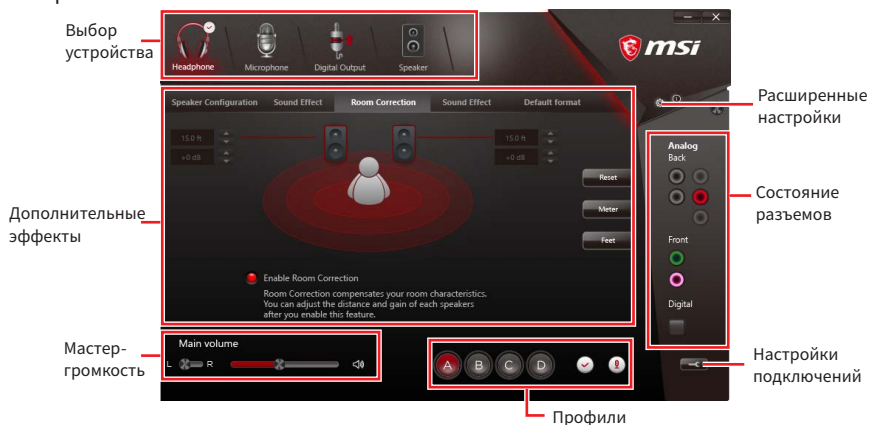 Выбор
устройства
Headphone
Microphone
Digital Output
Speaker
msi
Speaker Configuration
Sound Effect
Room Correction
Sound Effect
Default format
Расширенные
настройки
15.0 ft
+0 dB
15.0 ft
+0 dB
Analog
Back
Reset
Meter
Feet
Дополнительные
эффекты
Состояние
разъемов
Front
Digital
Enable Room Correction
Room Correction compensates your room characteristics.
You can adjust the distance and gain of each speakers
after you enable this feature.
Мастер-
громкость
Main volume
L
R
A
B
C
D
Настройки
подключений
Профили